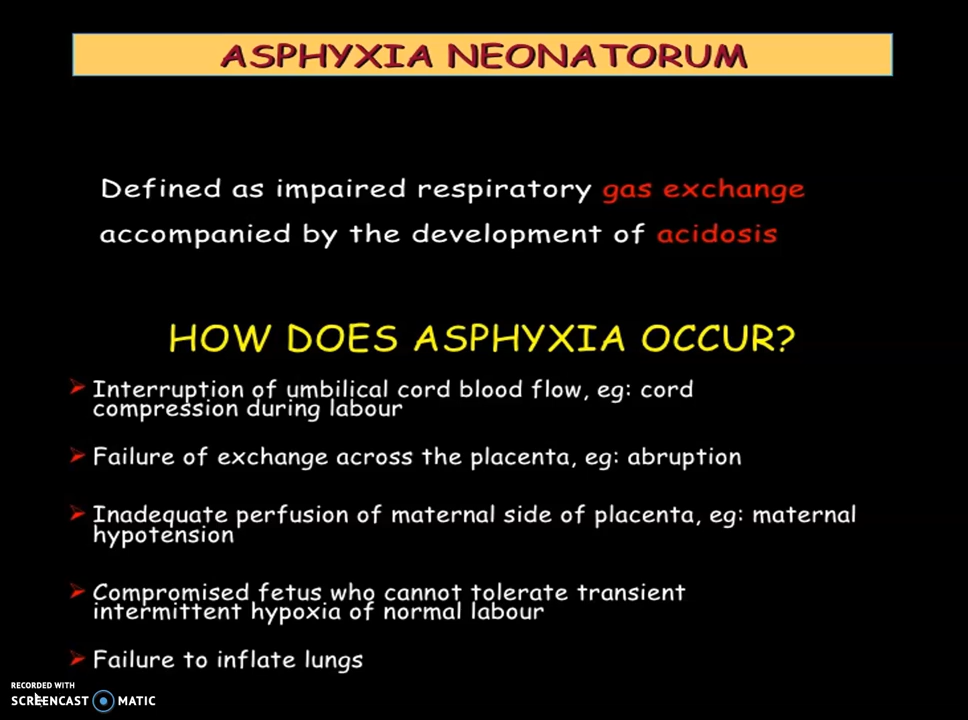 ASPHYXIA NEONATORUM
Defined as impaired respiratory gas exchange
accompanied by the development of acidosis
HOW DOES ASPHYXIA OCCUR?
Interruption of umbilical cord blood flow, eg: cord
compression during labour
Failure of exchange across the placenta, eg: abruption
Inadequate perfusion of maternal side of placenta, eg: maternal
hypotension
Compromised fetus who cannot tolerate transient
intermittent hypoxia of normal labour
Failure to inflate lungs
RECORDED WITH
SCREENCAST MATIC